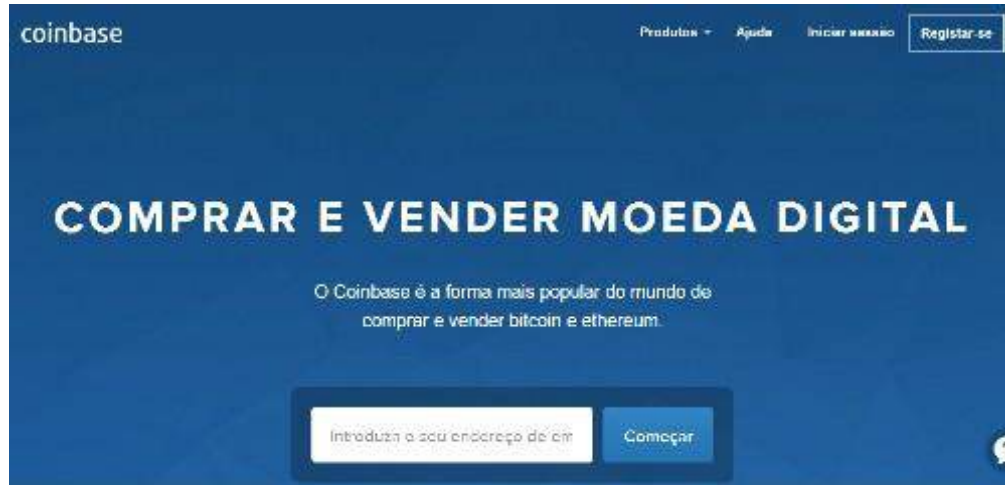 coinbase
Produtos Ajuda Iniciar sessão Registar-se
COMPRAR E VENDER MOEDA DIGITAL
O Coinbase é a forma mais popular do mundo de
comprar e vender bitcoin e ethereum.
Introduza o seu endereço de em
Começar